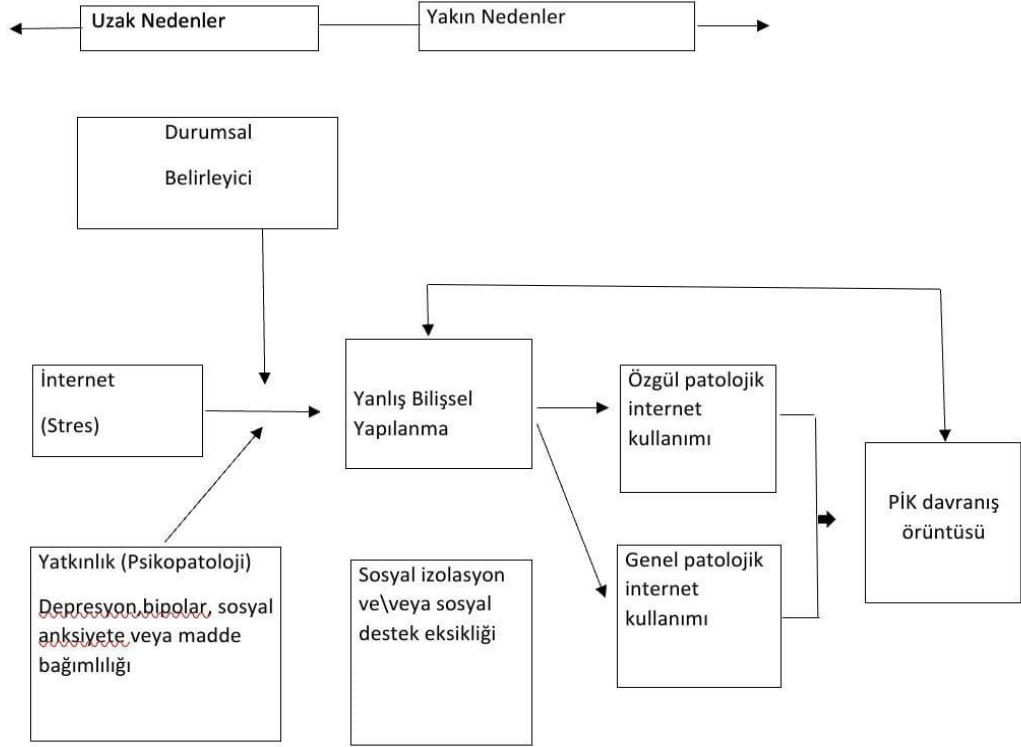 Uzak Nedenler
Yakın Nedenler
Durumsal
Belirleyici
İnternet
(Stres)
Yanlış Bilişsel
Yapılanma
Özgül patolojik
internet
kullanımı
PİK davranış
örüntüsü
Yatkınlık (Psikopatoloji)
Depresyon,bipolar, sosyal
anksiyete veya madde
bağımlılığı
Sosyal izolasyon
ve\veya sosyal
destek eksikliği
Genel patolojik
internet
kullanımı